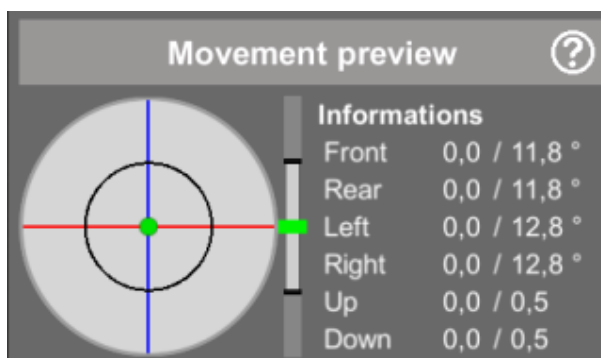 Movement preview ?
Informations
Front 0,0 / 11,8 °
Rear 0,0 / 11,8 °
Left 0,0 / 12,8 °
Right 0,0 / 12,8 °
Up 0,0 / 0,5
Down 0,0 / 0,5